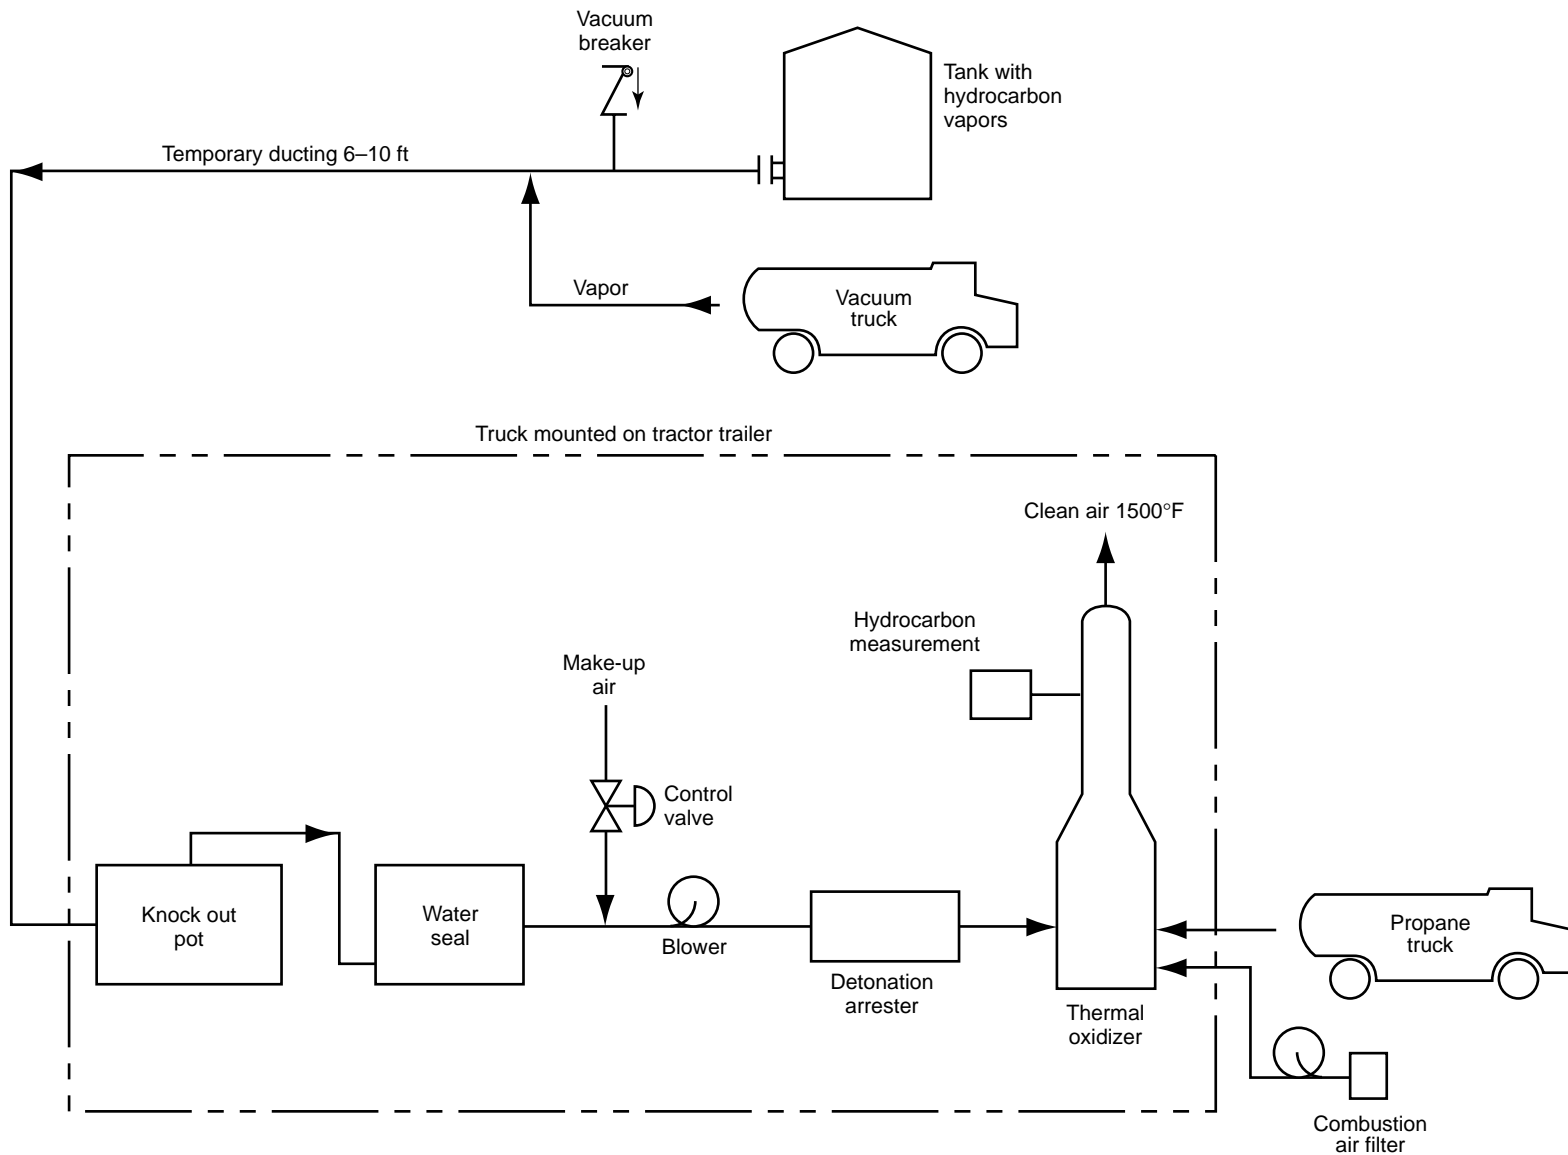 Vacuum
breaker
Tank with
hydrocarbon
vapors
Temporary ducting 6–10 ft
Vapor
Vacuum
truck
Truck mounted on tractor trailer
Clean air 1500°F
Hydrocarbon
measurement
Make-up
air
Control
valve
Knock out
pot
Water
seal
Blower
Detonation
arrester
Thermal
oxidizer
Propane
truck
Combustion
air filter